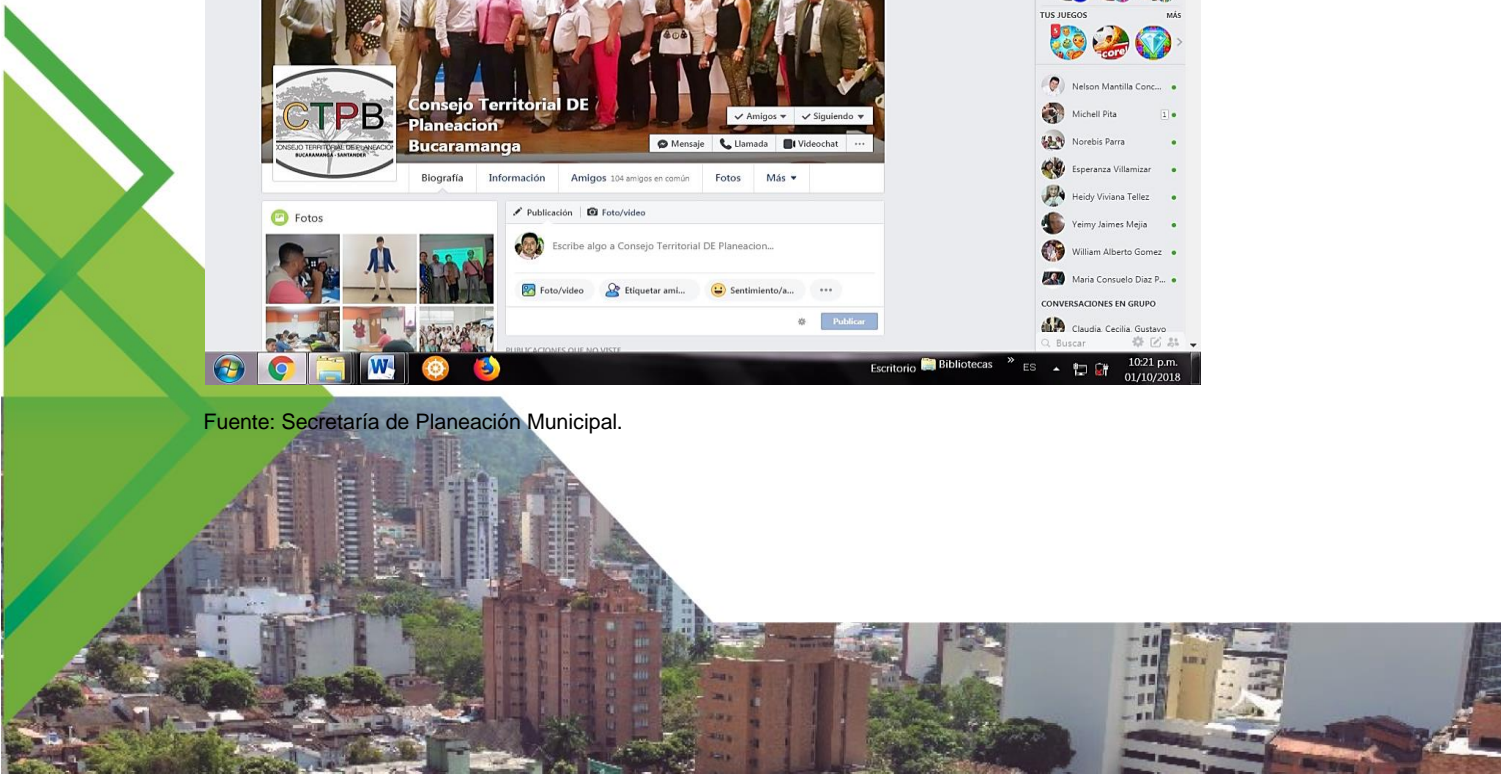 TUS JUEGOS
MÁS
5
Score!
CTPB
CONSEJO TERRITORIAL DE PLANEACIÓN
BUCARAMANGA - SANTANDER
Consejo Territorial DE
Planeacion
Bucaramanga
Amigos
Siguiendo
Mensaje
Llamada
Videochat
Biografía
Información
Amigos 104 amigos en común
Fotos
Más
Fotos
Publicación
Foto/video
Escribe algo a Consejo Territorial DE Planeacion...
Foto/video
Etiquetar ami...
Sentimiento/a...
Publicar
PUBLICACIONES QUE NO VISTE
Nelson Mantilla Conc...
Michell Pita
1
Norebis Parra
Esperanza Villamizar
Heidy Viviana Tellez
Yeimy Jaimes Mejia
William Alberto Gomez
Maria Consuelo Diaz P...
CONVERSACIONES EN GRUPO
Claudia, Cecilia, Gustavo
Buscar
W
Escritorio
Bibliotecas
»
ES
10:21 p.m.
01/10/2018
Fuente: Secretaría de Planeación Municipal.